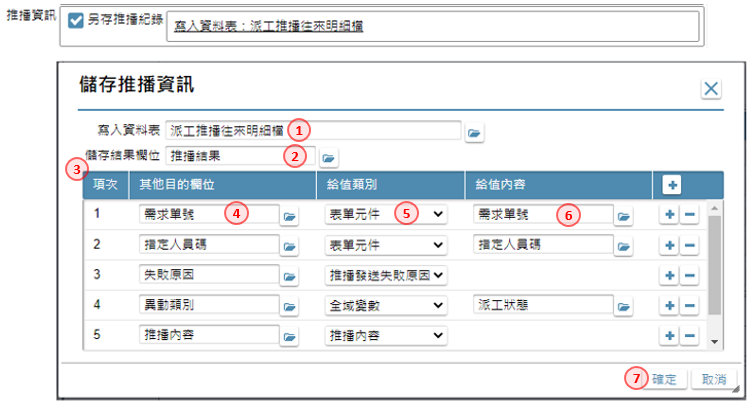 推播資訊 另存推播紀錄 寫入資料表：派工推播往來明細檔
儲存推播資訊
寫入資料表 派工推播往來明細檔 1
儲存結果欄位 推播結果 2
3
項次 其他目的欄位 給值類別 給值內容
1 需求單號 4 表單元件 5 需求單號 6
2 指定人員碼 表單元件 指定人員碼
3 失敗原因 推播發送失敗原因
4 異動類別 全域變數 派工狀態
5 推播內容 推播內容
7 確定 取消